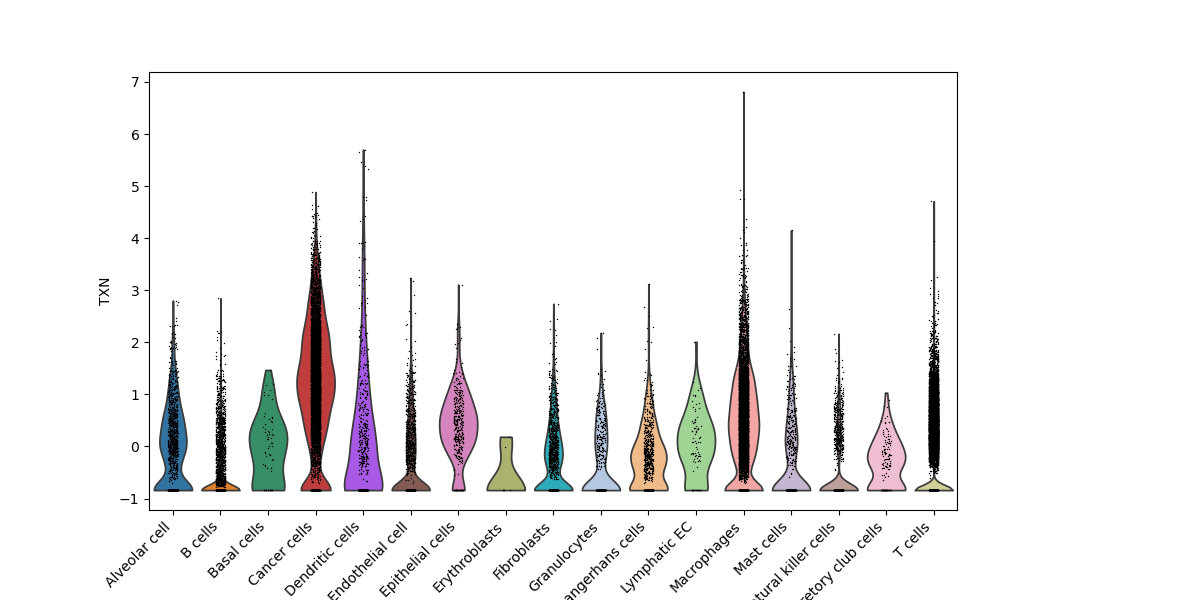 7
6
5
4
3
2
1
0
−1
TXN
Alveolar cell
B cells
Basal cells
Cancer cells
Dendritic cells
Endothelial cell
Epithelial cells
Erythroblasts
Fibroblasts
Granulocytes
angerhans cells
Lymphatic EC
Macrophages
Mast cells
tural killer cells
retory club cells
T cells